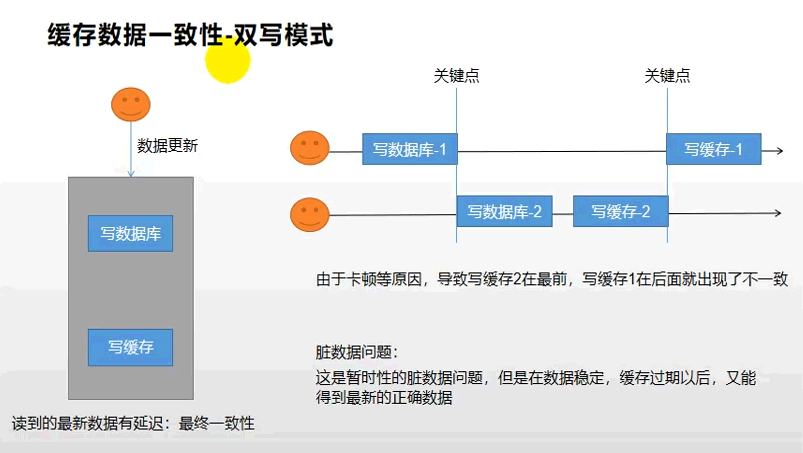 缓存数据一致性-双写模式
数据更新
写数据库
写缓存
读到的最新数据有延迟：最终一致性
关键点
关键点
写数据库-1
写缓存-1
写数据库-2
写缓存-2
由于卡顿等原因，导致写缓存2在最前，写缓存1在后面就出现了不一致
脏数据问题：
这是暂时性的脏数据问题，但是在数据稳定，缓存过期以后，又能
得到最新的正确数据